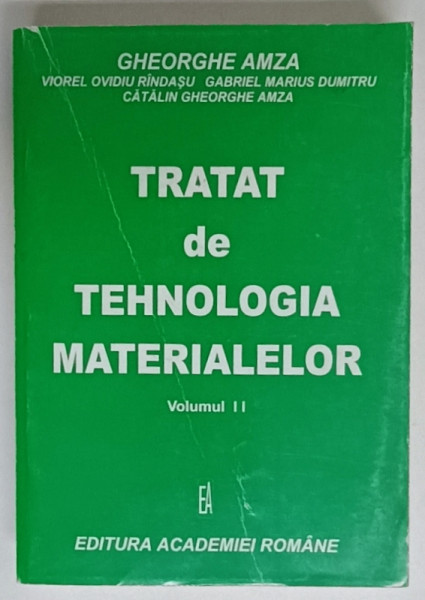 GHEORGHE AMZA
VIOREL OVIDIU RÎNDAȘU GABRIEL MARIUS DUMITRU
CĂTĂLIN GHEORGHE AMZA
TRATAT
de
TEHNOLOGIA
MATERIALELOR
Volumul II
EA
EDITURA ACADEMIEI ROMÂNE